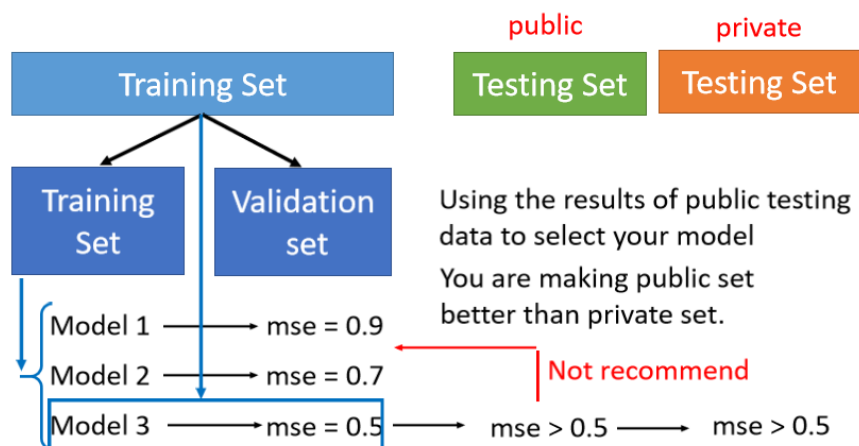 public
private
Training Set
Testing Set
Testing Set
Training
Set
Validation
set
Using the results of public testing
data to select your model
You are making public set
better than private set.
Model 1
mse = 0.9
Model 2
mse = 0.7
Not recommend
Model 3
mse = 0.5
mse > 0.5
mse > 0.5